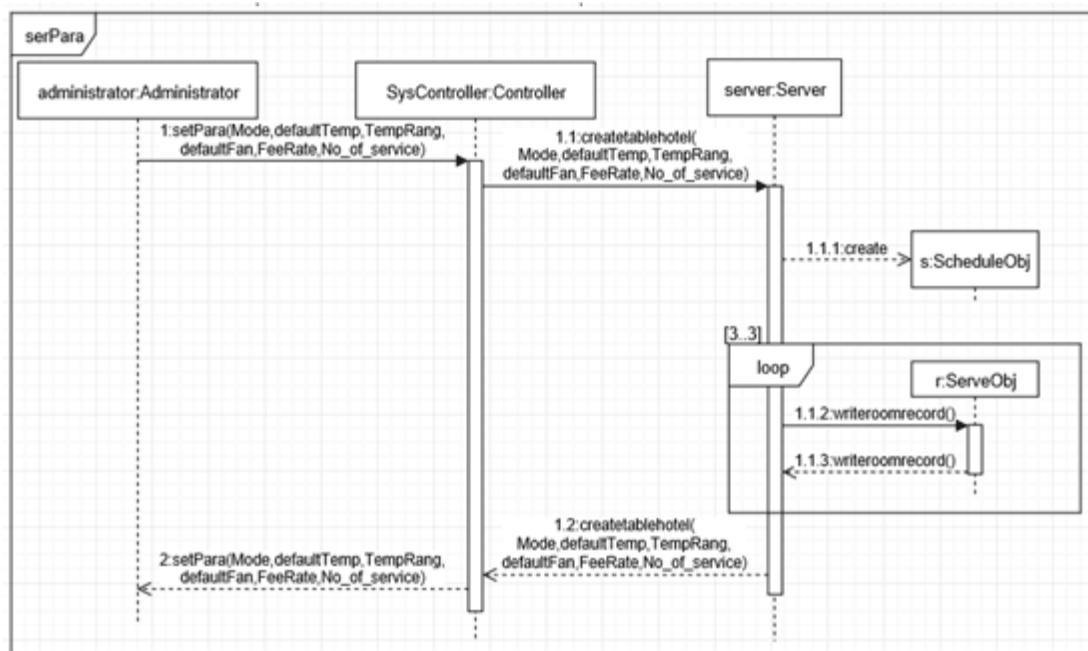 serPara
administrator:Administrator
SysController:Controller
server:Server
1:setPara(Mode,defaultTemp,TempRang,
defaultFan,FeeRate,No_of_service)
1.1:createtablehotel(
Mode,defaultTemp,TempRang,
defaultFan,FeeRate,No_of_service)
1.1.1:create
s:ScheduleObj
[3..3]
loop
r:ServeObj
1.1.2:writeroomrecord()
1.1.3:writeroomrecord()
1.2:createtablehotel(
Mode,defaultTemp,TempRang,
defaultFan,FeeRate,No_of_service)
2:setPara(Mode,defaultTemp,TempRang,
defaultFan,FeeRate,No_of_service)